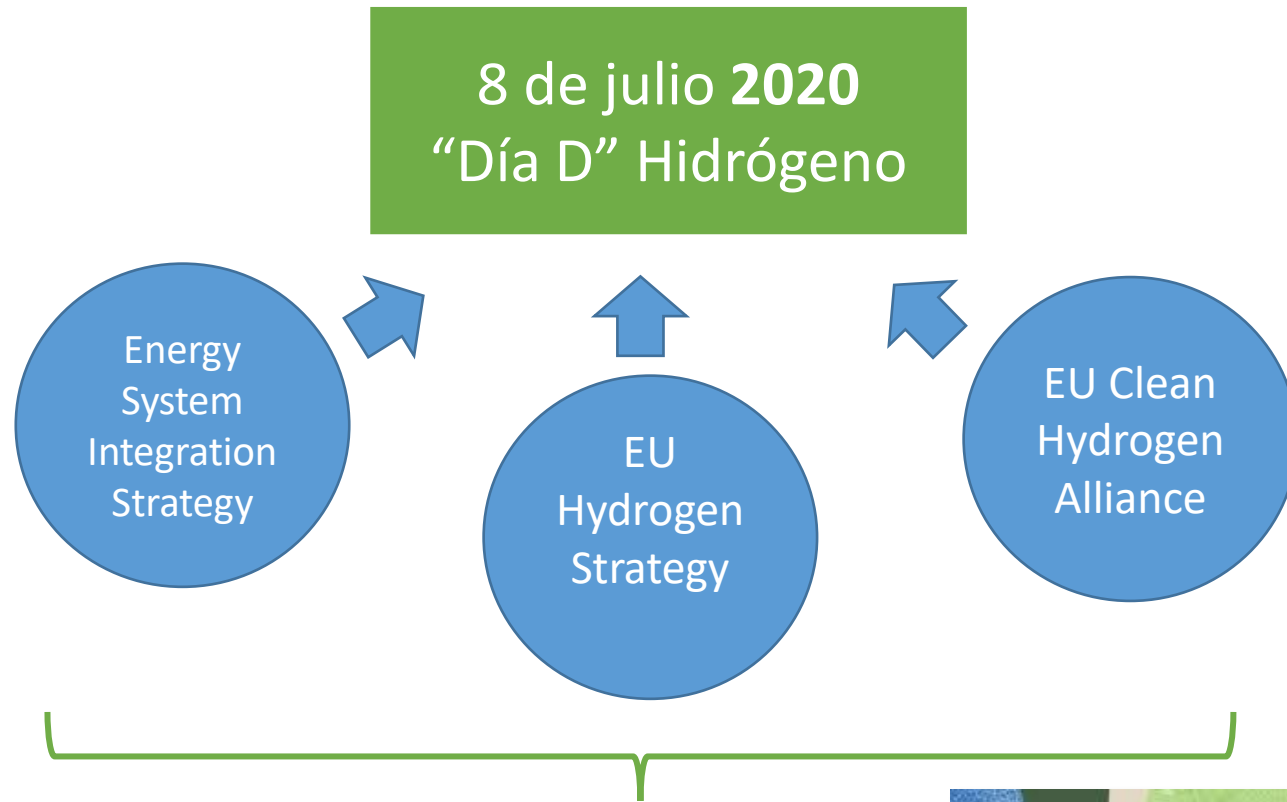 8 de julio 2020
“Día D” Hidrógeno
Energy
System
Integration
Strategy
EU
Hydrogen
Strategy
EU Clean
Hydrogen
Alliance